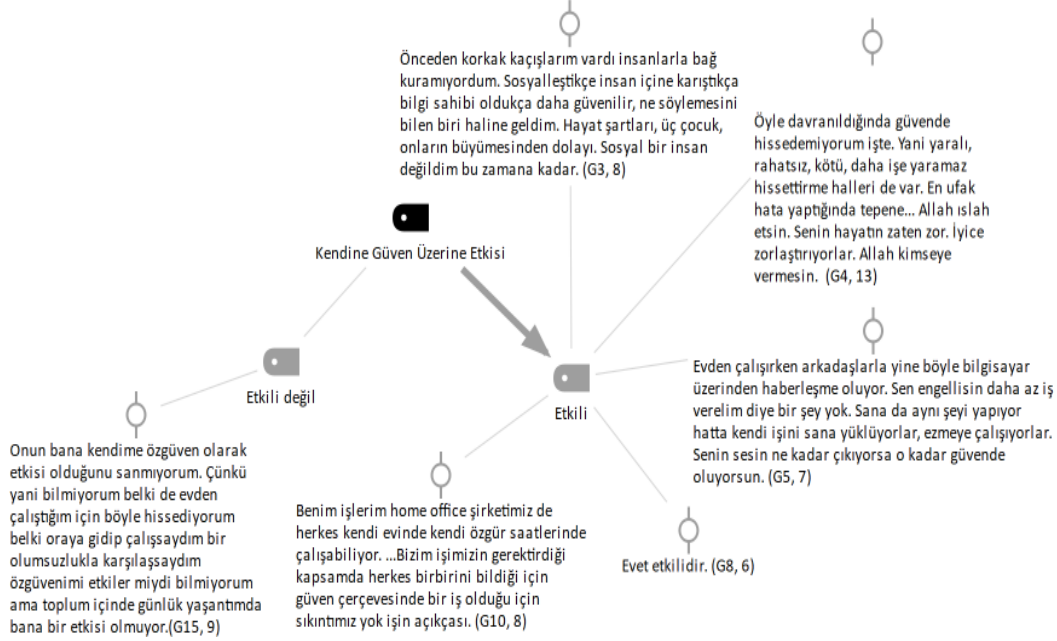 Önceden korkak kaçışlarım vardı insanlarla bağ
kuramıyordum. Sosyalleştikçe insan içine karıştıkça
bilgi sahibi oldukça daha güvenilir, ne söylemesini
bilen biri haline geldim. Hayat şartları, üç çocuk,
onların büyümesinden dolayı. Sosyal bir insan
değildim bu zamana kadar. (G3, 8)
Öyle davranıldığında güvende
hissedemiyorum işte. Yani yaralı,
rahatsız, kötü, daha işe yaramaz
hissettirme halleri de var. En ufak
hata yaptığında tepene... Allah ıslah
etsin. Senin hayatın zaten zor. İyice
zorlaştırıyorlar. Allah kimseye
vermesin. (G4, 13)
Kendine Güven Üzerine Etkisi
Etkili değil
Etkili
Evden çalışırken arkadaşlarla yine böyle bilgisayar
üzerinden haberleşme oluyor. Sen engellisin daha az iş
verelim diye bir şey yok. Sana da aynı şeyi yapıyor
hatta kendi işini sana yüklüyorlar, ezmeye çalışıyorlar.
Senin sesin ne kadar çıkıyorsa o kadar güvende
oluyorsun. (G5, 7)
Onun bana kendime özgüven olarak
etkisi olduğunu sanmıyorum. Çünkü
yani bilmiyorum belki de evden
çalıştığım için böyle hissediyorum
belki oraya gidip çalışsaydım bir
olumsuzlukla karşılaşsaydım
özgüvenimi etkiler miydi bilmiyorum
ama toplum içinde günlük yaşantımda
bana bir etkisi olmuyor.(G15, 9)
Benim işlerim home office şirketimiz de
herkes kendi evinde kendi özgür saatlerinde
çalışabiliyor. ...Bizim işimizin gerektirdiği
kapsamda herkes birbirini bildiği için
güven çerçevesinde bir iş olduğu için
sıkıntımız yok işin açıkçası. (G10, 8)
Evet etkilidir. (G8, 6)